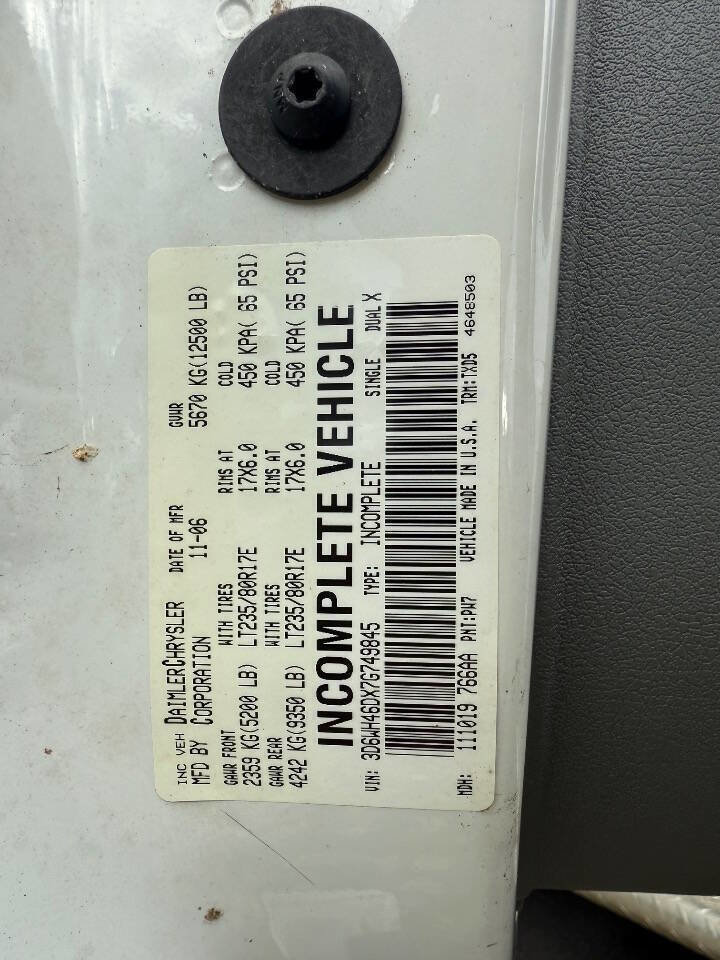 INC VEH DAIMLERCHRYSLER DATE OF MFR GVWR
MFD BY CORPORATION 11-06 5670 KG(12500 LB)
GAWR FRONT WITH TIRES RIMS AT COLD
2359 KG(5200 LB) LT235/80R17E 17X6.0 450 KPA( 65 PSI)
GAWR REAR WITH TIRES RIMS AT COLD
4242 KG(9350 LB) LT235/80R17E 17X6.0 450 KPA( 65 PSI)
INCOMPLETE VEHICLE
VIN: 3D6WH46DX7G749845 TYPE: INCOMPLETE SINGLE DUAL X
MDH: 111019 766AA PNT:PW7 VEHICLE MADE IN U.S.A. TRM:TXD5 4648503